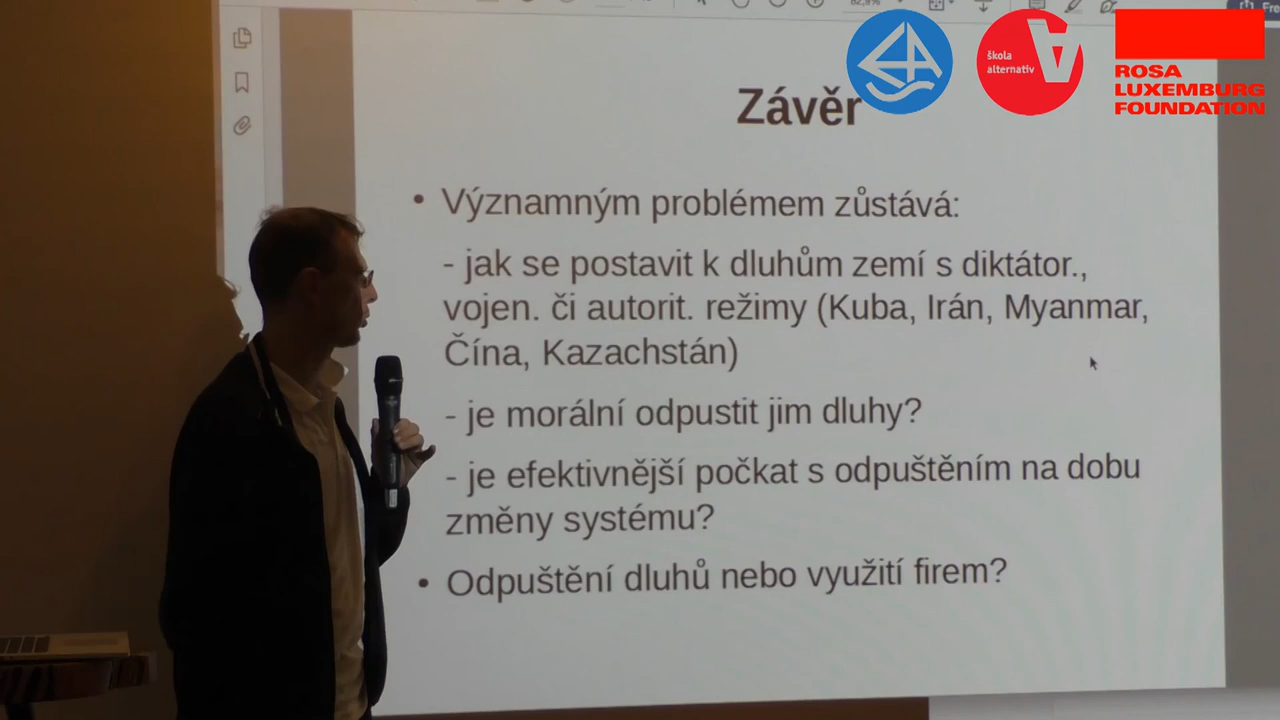 škola
alternativ
ROSA
LUXEMBURG
FOUNDATION
Závěr
• Významným problémem zůstává:
- jak se postavit k dluhům zemí s diktátor.,
vojen. či autorit. režimy (Kuba, Irán, Myanmar,
Čína, Kazachstán)
- je morální odpustit jim dluhy?
- je efektivnější počkat s odpuštěním na dobu
změny systému?
• Odpuštění dluhů nebo využití firem?